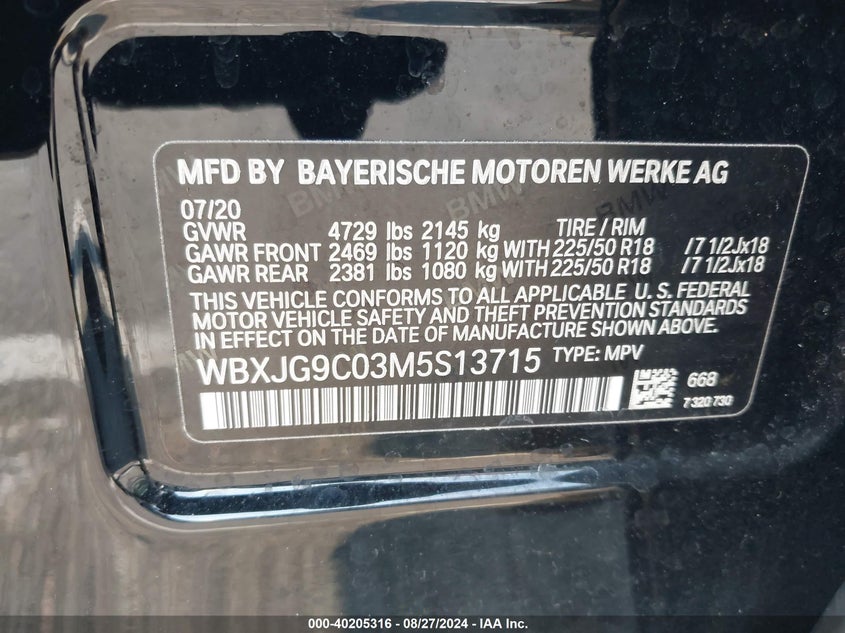 MFD BY BAYERISCHE MOTOREN WERKE AG
07/20
GVWR 4729 lbs 2145 kg TIRE / RIM
GAWR FRONT 2469 lbs 1120 kg WITH 225/50 R18 /7 1/2Jx18
GAWR REAR 2381 lbs 1080 kg WITH 225/50 R18 /7 1/2Jx18
THIS VEHICLE CONFORMS TO ALL APPLICABLE U. S. FEDERAL
MOTOR VEHICLE SAFETY AND THEFT PREVENTION STANDARDS
IN EFFECT ON THE DATE OF MANUFACTURE SHOWN ABOVE.
WBXJG9C03M5S13715 TYPE: MPV
668
7 320 730
000-40205316 - 08/27/2024 - IAA Inc.